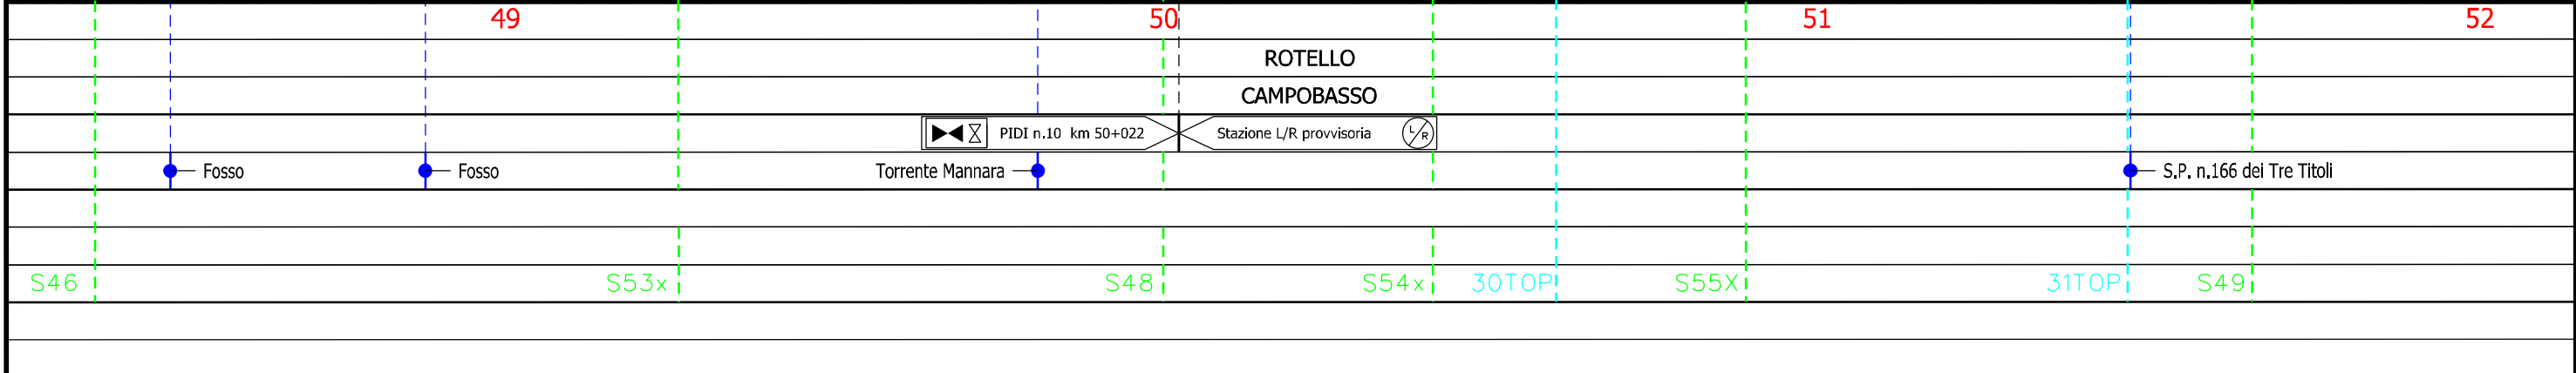 49 50 51 52
ROTELLO
CAMPOBASSO
PIDI n.10 km 50+022 Stazione L/R provvisoria L/R
Fosso Fosso Torrente Mannara S.P. n.166 dei Tre Titoli
S46 S53x S48 S54x 30TOP S55X 31TOP S49